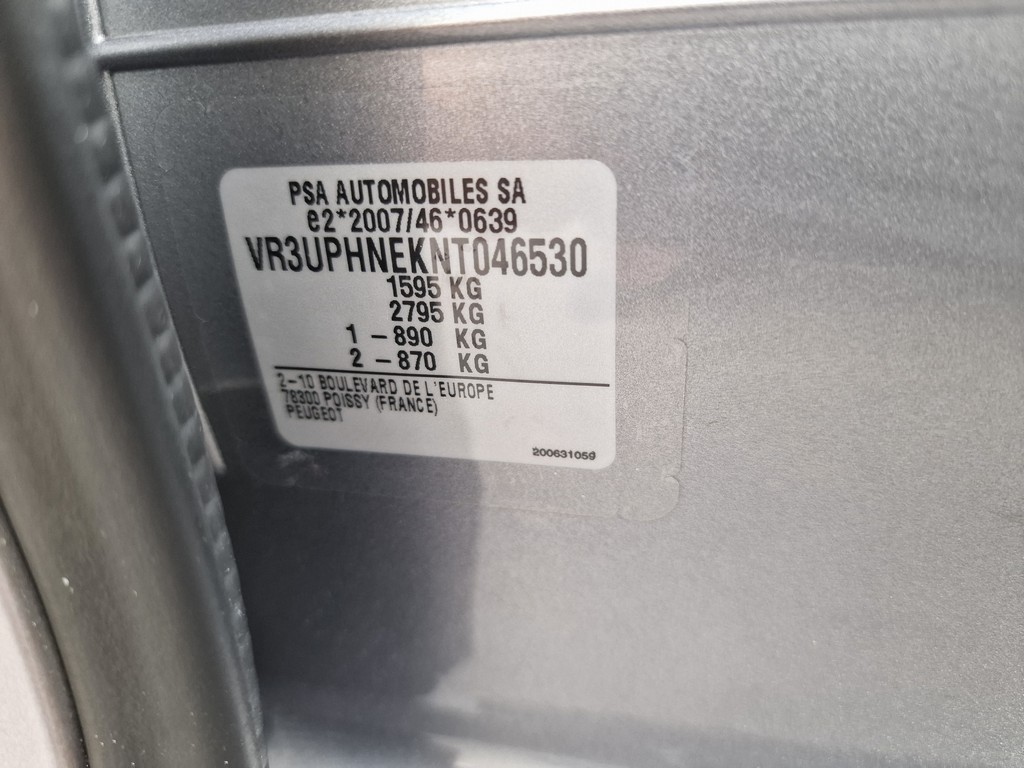 PSA AUTOMOBILES SA
e2*2007/46*0639
VR3UPHNEKNT046530
1595 KG
2795 KG
1 - 890 KG
2 - 870 KG
2-10 BOULEVARD DE L'EUROPE
78300 POISSY (FRANCE)
PEUGEOT
200631059